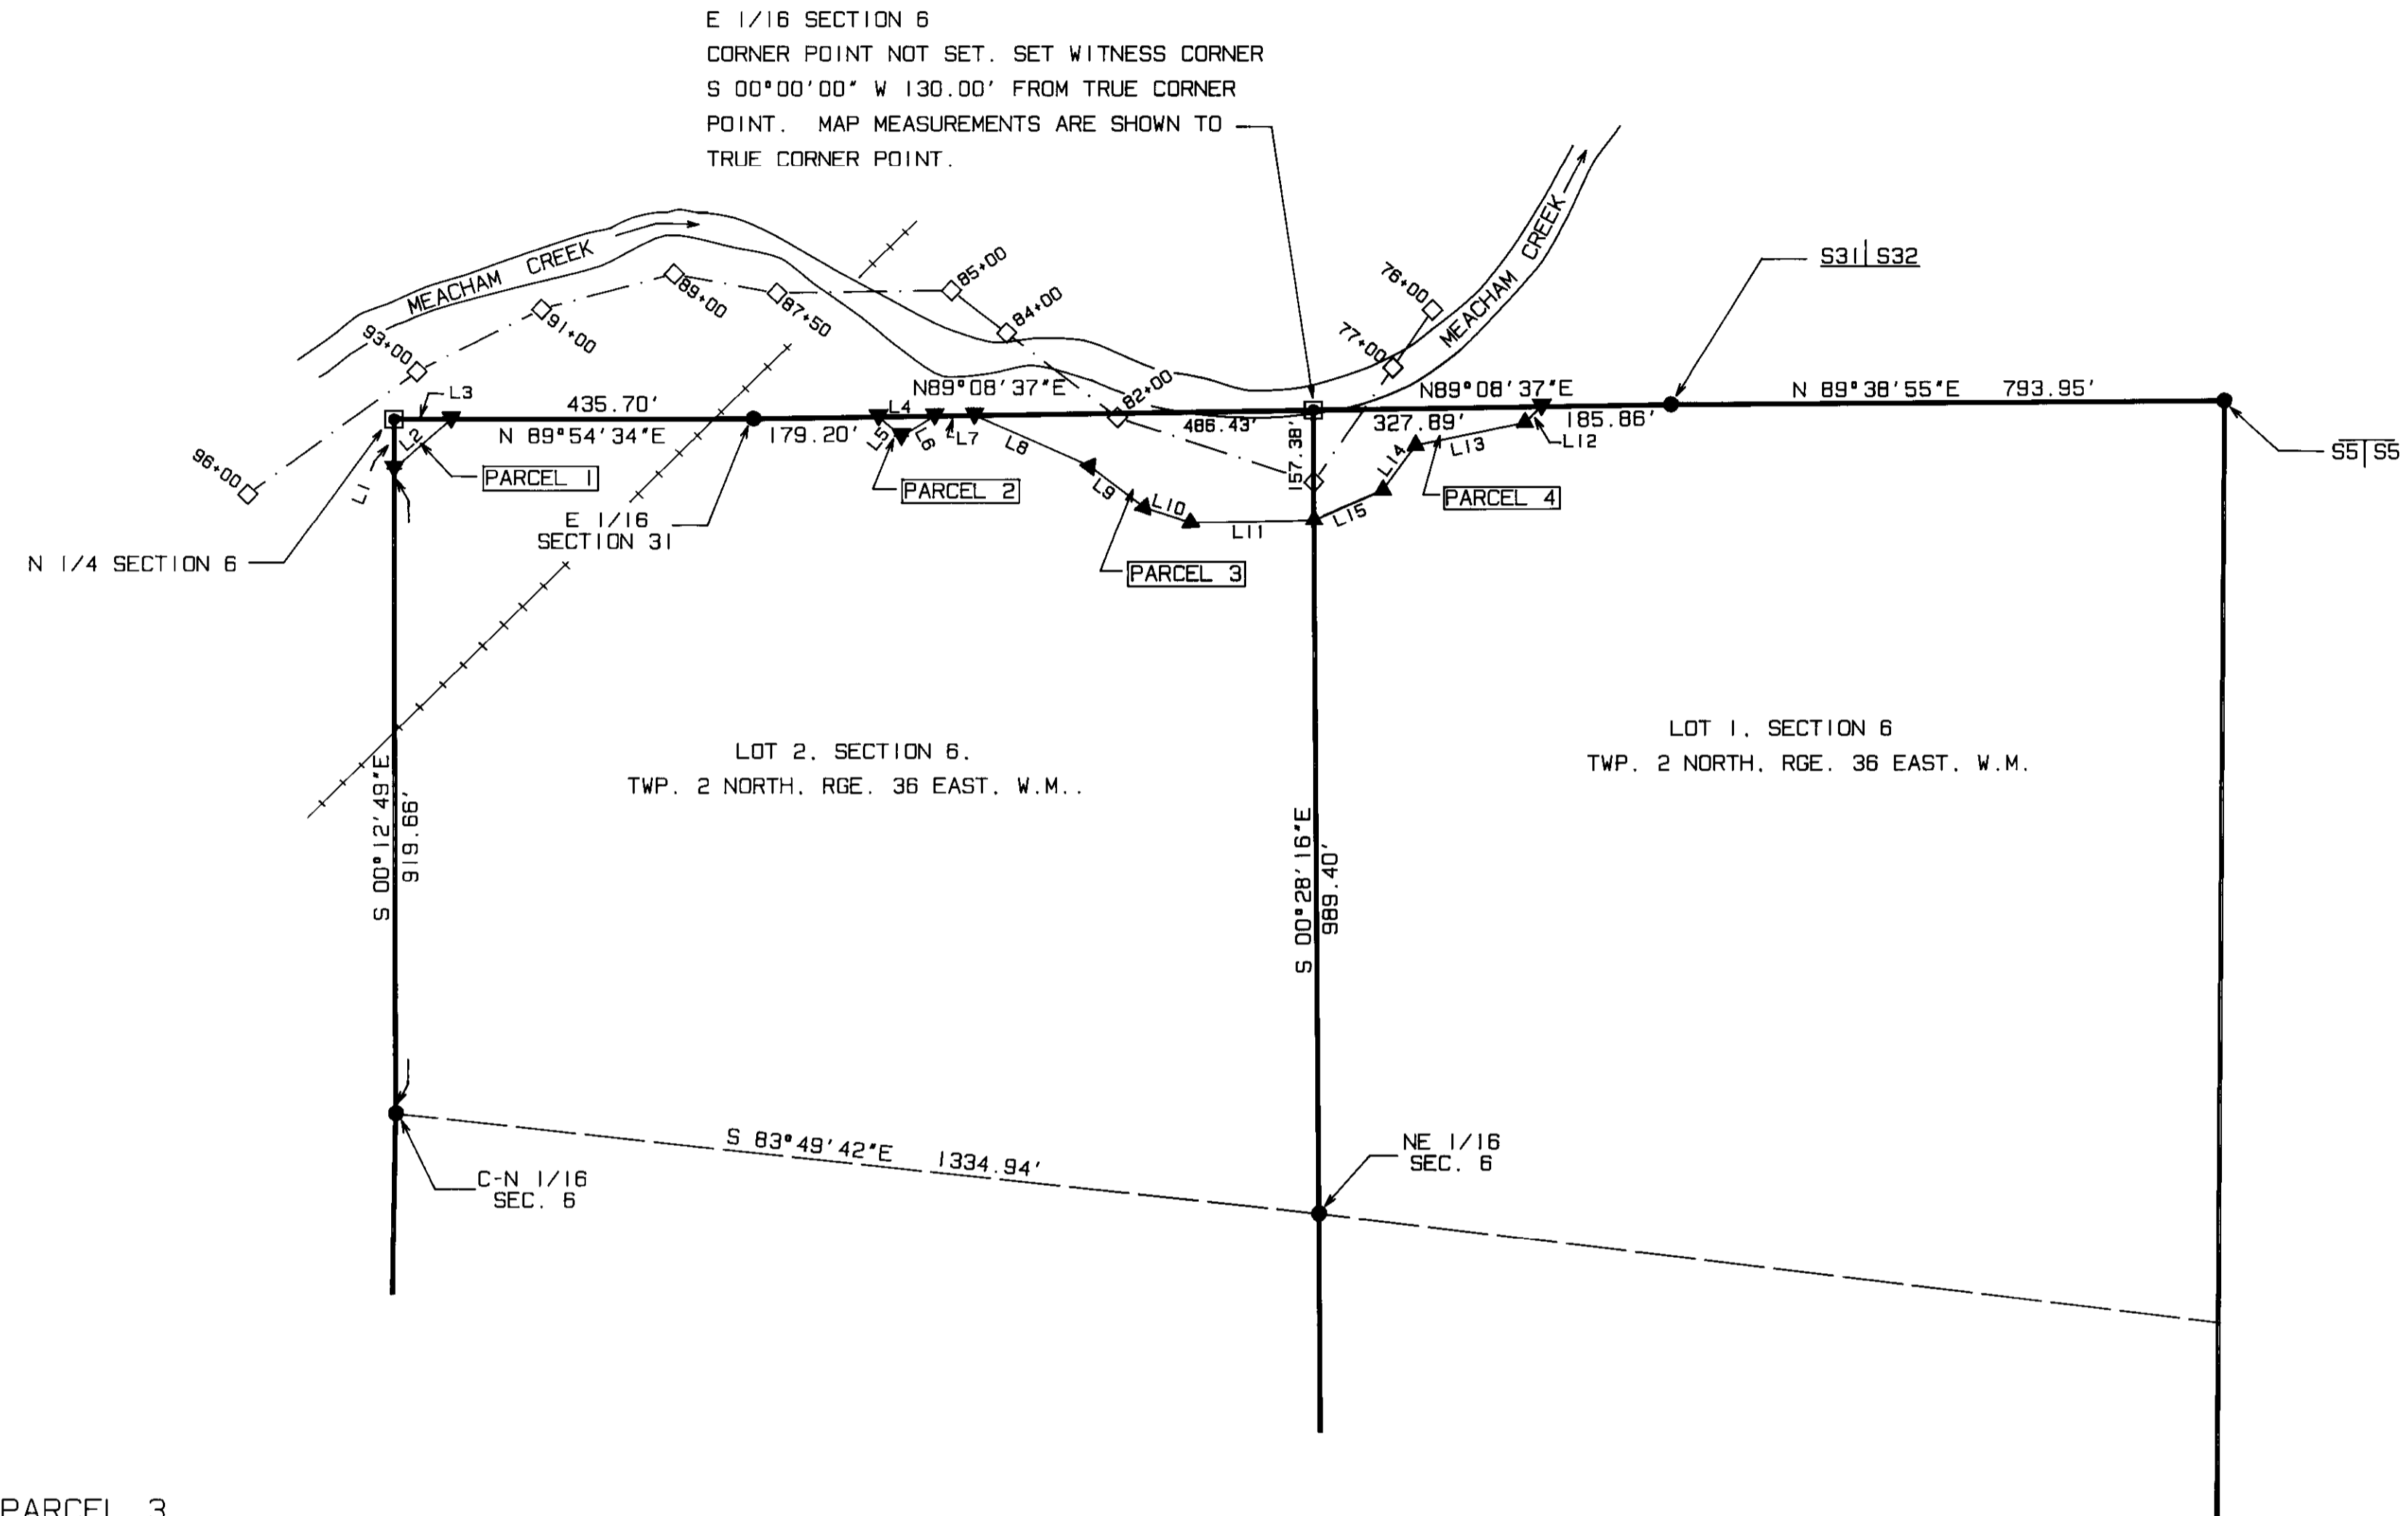 E 1/16 SECTION 6
CORNER POINT NOT SET. SET WITNESS CORNER
S 00°00'00" W 130.00' FROM TRUE CORNER
POINT. MAP MEASUREMENTS ARE SHOWN TO
TRUE CORNER POINT.
MEACHAM CREEK
MEACHAM CREEK
S31|S32
96+00
93+00
91+00
89+00
87+50
85+00
84+00
82+00
77+00
76+00
L3
435.70'
N 89°54'34"E
L4
N89°08'37"E
N89°08'37"E
N 89°38'55"E 793.95'
179.20'
486.43'
327.89'
185.86'
157.38'
L1
L2
L5
L6
L7
L8
L9
L10
L11
L12
L13
L14
L15
S5|S5
PARCEL 1
PARCEL 2
PARCEL 3
PARCEL 4
E 1/16
SECTION 31
N 1/4 SECTION 6
LOT 2, SECTION 6,
TWP. 2 NORTH, RGE. 36 EAST, W.M..
LOT 1, SECTION 6
TWP. 2 NORTH, RGE. 36 EAST, W.M.
S 00°12'49"E
919.66'
S 00°28'16"E
989.40'
S 83°49'42"E 1334.94'
C-N 1/16
SEC. 6
NE 1/16
SEC. 6
PARCEL 3